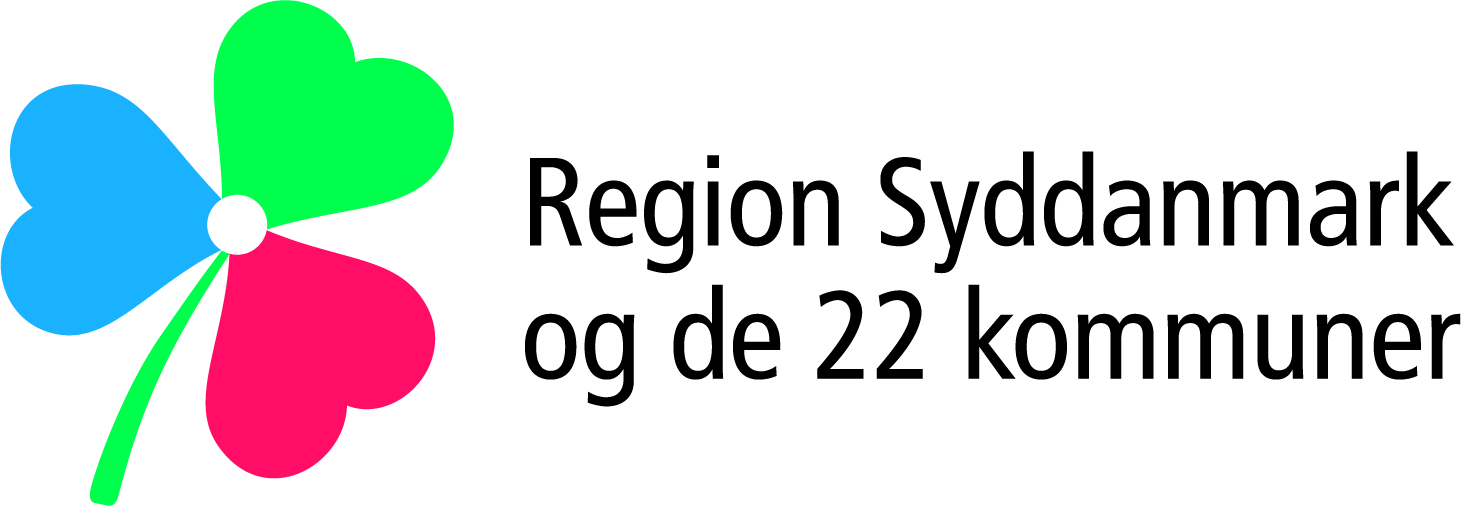 Region Syddanmark
og de 22 kommuner